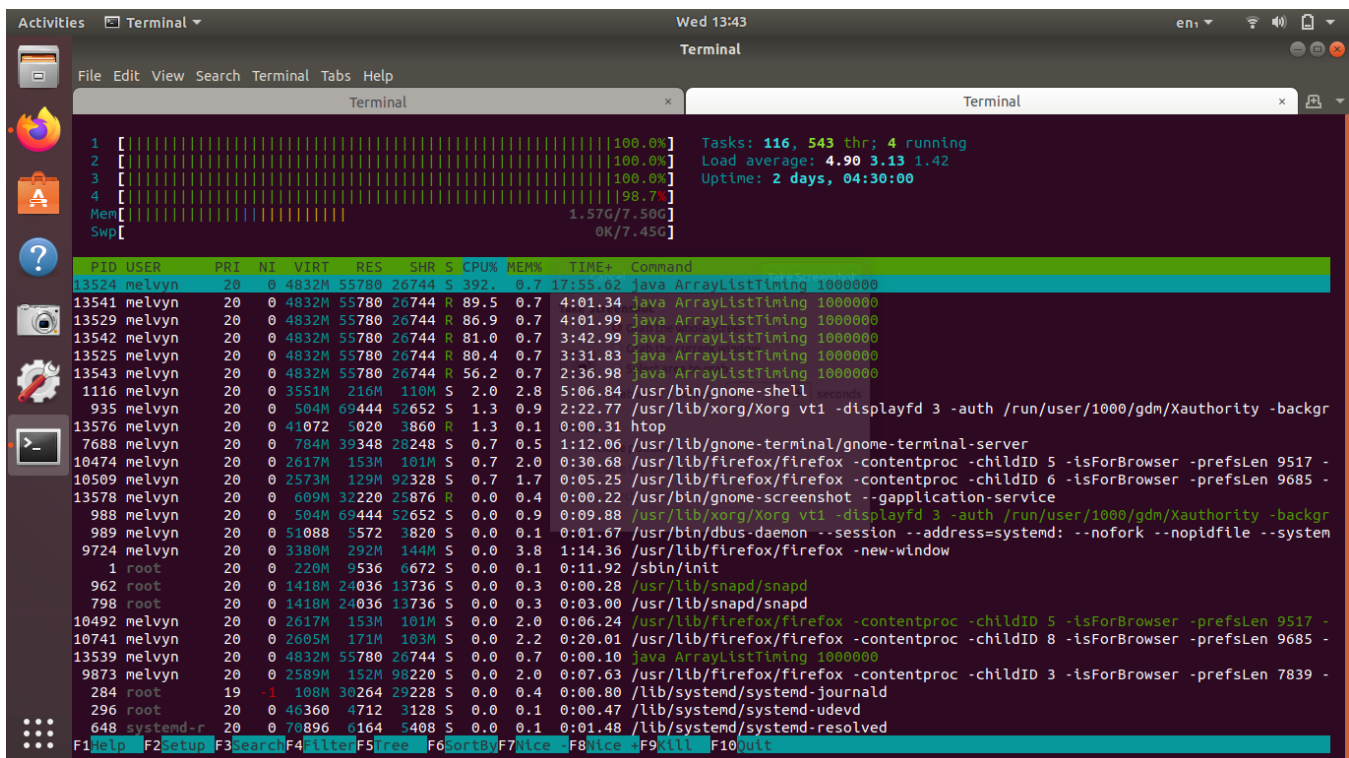 Activities Terminal Wed 13:43 en₁
Terminal
File Edit View Search Terminal Tabs Help
Terminal × Terminal ×
1 [||||||||||||||||||||||||||||||||||||||||||||||||||||||||100.0%] Tasks: 116, 543 thr; 4 running
2 [||||||||||||||||||||||||||||||||||||||||||||||||||||||||100.0%] Load average: 4.90 3.13 1.42
3 [||||||||||||||||||||||||||||||||||||||||||||||||||||||||100.0%] Uptime: 2 days, 04:30:00
4 [|||||||||||||||||||||||||||||||||||||||||||||||||||||||||98.7%]
Mem[||||||||||||||||||||||||| 1.57G/7.50G]
Swp[ 0K/7.45G]
PID USER PRI NI VIRT RES SHR S CPU% MEM% TIME+ Command
13524 melvyn 20 0 4832M 55780 26744 S 392. 0.7 17:55.62 java ArrayListTiming 1000000
13541 melvyn 20 0 4832M 55780 26744 R 89.5 0.7 4:01.34 java ArrayListTiming 1000000
13529 melvyn 20 0 4832M 55780 26744 R 86.9 0.7 4:01.99 java ArrayListTiming 1000000
13542 melvyn 20 0 4832M 55780 26744 R 81.0 0.7 3:42.99 java ArrayListTiming 1000000
13525 melvyn 20 0 4832M 55780 26744 R 80.4 0.7 3:31.83 java ArrayListTiming 1000000
13543 melvyn 20 0 4832M 55780 26744 R 56.2 0.7 2:36.98 java ArrayListTiming 1000000
1116 melvyn 20 0 3551M 216M 110M S 2.0 2.8 5:06.84 /usr/bin/gnome-shell
935 melvyn 20 0 504M 69444 52652 S 1.3 0.9 2:22.77 /usr/lib/xorg/Xorg vt1 -displayfd 3 -auth /run/user/1000/gdm/Xauthority -backgr
13576 melvyn 20 0 41072 5020 3860 R 1.3 0.1 0:00.31 htop
7688 melvyn 20 0 784M 39348 28248 S 0.7 0.5 1:12.06 /usr/lib/gnome-terminal/gnome-terminal-server
10474 melvyn 20 0 2617M 153M 101M S 0.7 2.0 0:30.68 /usr/lib/firefox/firefox -contentproc -childID 5 -isForBrowser -prefsLen 9517 -
10509 melvyn 20 0 2573M 129M 92328 S 0.7 1.7 0:05.25 /usr/lib/firefox/firefox -contentproc -childID 6 -isForBrowser -prefsLen 9685 -
13578 melvyn 20 0 609M 32220 25876 R 0.0 0.4 0:00.22 /usr/bin/gnome-screenshot --gapplication-service
988 melvyn 20 0 504M 69444 52652 S 0.0 0.9 0:09.88 /usr/lib/xorg/Xorg vt1 -displayfd 3 -auth /run/user/1000/gdm/Xauthority -backgr
989 melvyn 20 0 51088 5572 3820 S 0.0 0.1 0:01.67 /usr/bin/dbus-daemon --session --address=systemd: --nofork --nopidfile --system
9724 melvyn 20 0 3380M 292M 144M S 0.0 3.8 1:14.36 /usr/lib/firefox/firefox -new-window
1 root 20 0 220M 9536 6672 S 0.0 0.1 0:11.92 /sbin/init
962 root 20 0 1418M 24036 13736 S 0.0 0.3 0:00.28 /usr/lib/snapd/snapd
798 root 20 0 1418M 24036 13736 S 0.0 0.3 0:03.00 /usr/lib/snapd/snapd
10492 melvyn 20 0 2617M 153M 101M S 0.0 2.0 0:06.24 /usr/lib/firefox/firefox -contentproc -childID 5 -isForBrowser -prefsLen 9517 -
10741 melvyn 20 0 2605M 171M 103M S 0.0 2.2 0:20.01 /usr/lib/firefox/firefox -contentproc -childID 8 -isForBrowser -prefsLen 9685 -
13539 melvyn 20 0 4832M 55780 26744 S 0.0 0.7 0:00.10 java ArrayListTiming 1000000
9873 melvyn 20 0 2589M 152M 98220 S 0.0 2.0 0:07.63 /usr/lib/firefox/firefox -contentproc -childID 3 -isForBrowser -prefsLen 7839 -
284 root 19 -1 108M 30264 29228 S 0.0 0.4 0:00.80 /lib/systemd/systemd-journald
296 root 20 0 46360 4712 3128 S 0.0 0.1 0:00.47 /lib/systemd/systemd-udevd
648 systemd-r 20 0 70896 6164 5408 S 0.0 0.1 0:01.48 /lib/systemd/systemd-resolved
F1Help F2Setup F3SearchF4FilterF5Tree F6SortByF7Nice -F8Nice +F9Kill F10Quit